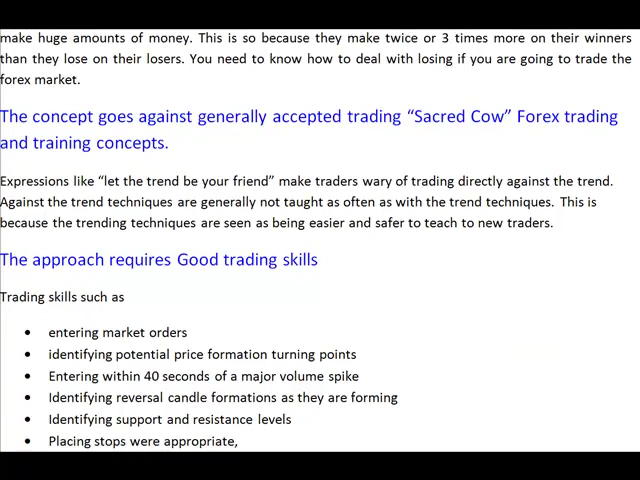 make huge amounts of money. This is so because they make twice or 3 times more on their winners
than they lose on their losers. You need to know how to deal with losing if you are going to trade the
forex market.
The concept goes against generally accepted trading “Sacred Cow” Forex trading
and training concepts.
Expressions like “let the trend be your friend” make traders wary of trading directly against the trend.
Against the trend techniques are generally not taught as often as with the trend techniques. This is
because the trending techniques are seen as being easier and safer to teach to new traders.
The approach requires Good trading skills
Trading skills such as
• entering market orders
• identifying potential price formation turning points
• Entering within 40 seconds of a major volume spike
• Identifying reversal candle formations as they are forming
• Identifying support and resistance levels
• Placing stops were appropriate,